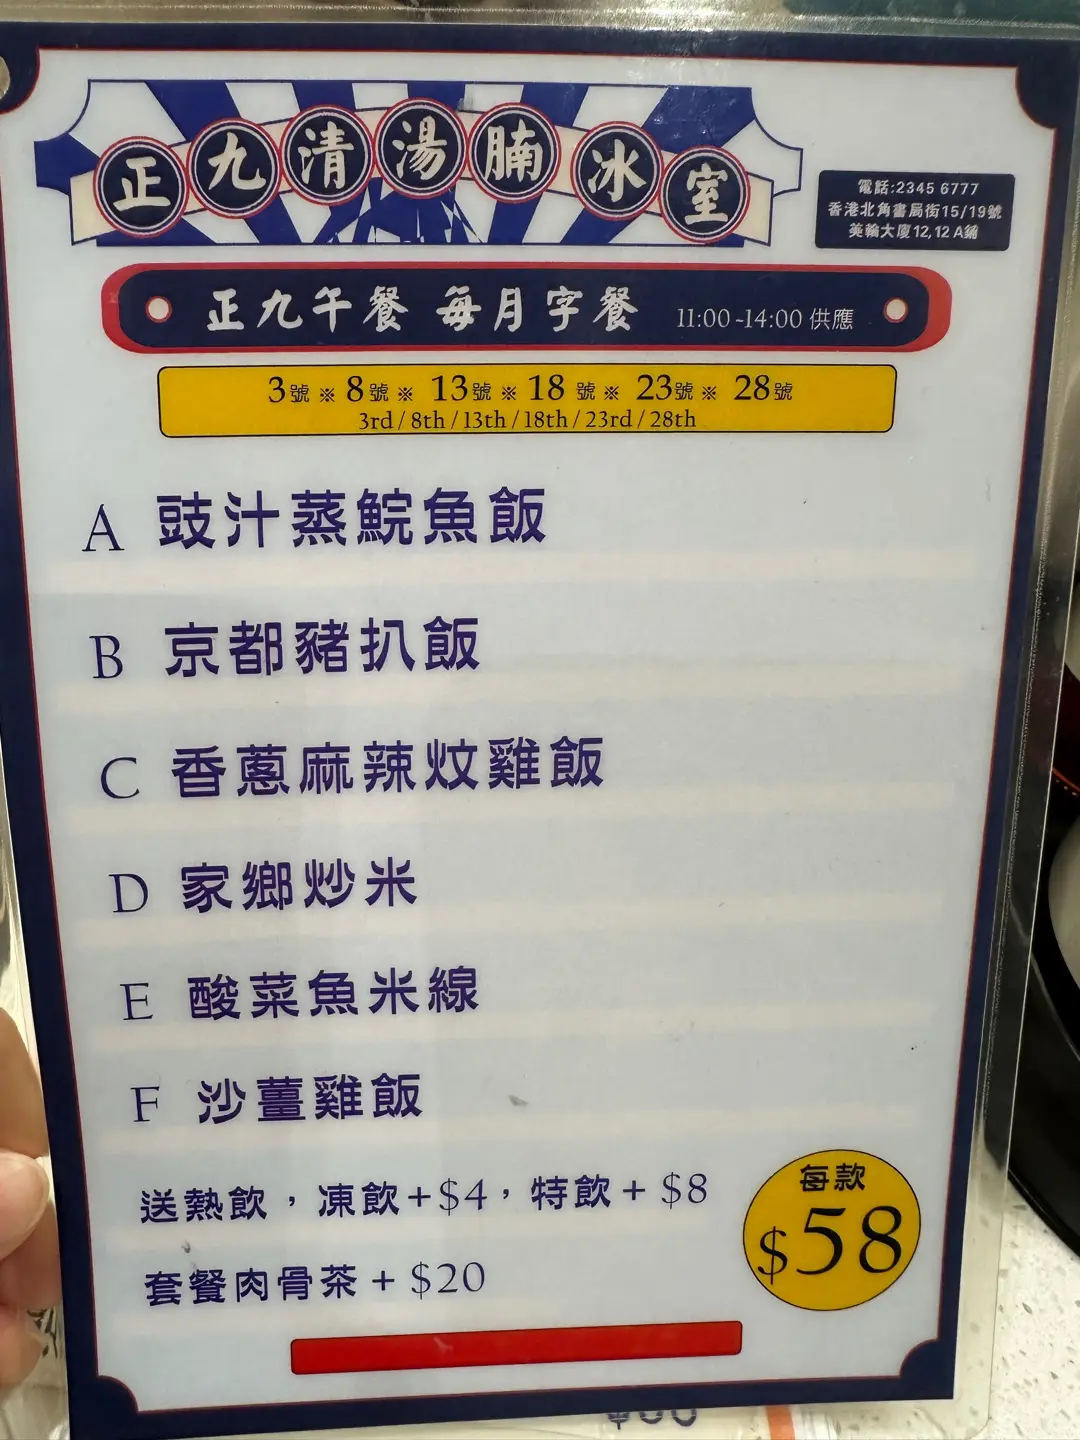 正九清湯腩冰室
電話:2345 6777
香港北角書局街15/19號
美輪大廈12,12 A鋪
正九午餐 每月字餐 11:00 -14:00 供應
3號 ※ 8號 ※ 13號 ※ 18 號 ※ 23號 ※ 28號
3rd / 8th / 13th / 18th / 23rd / 28th
A 豉汁蒸鯇魚飯
B 京都豬扒飯
C 香蔥麻辣炆雞飯
D 家鄉炒米
E 酸菜魚米線
F 沙薑雞飯
送熱飲，凍飲+$4，特飲 + $8
套餐肉骨茶 + $20
每款
$58